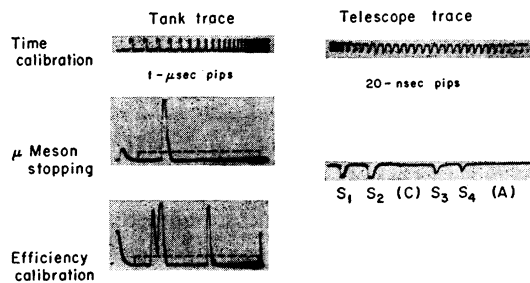 Tank trace
Telescope trace
Time
calibration
1-μsec pips
20-nsec pips
μ Meson
stopping
S1 S2 (C) S3 S4 (A)
Efficiency
calibration